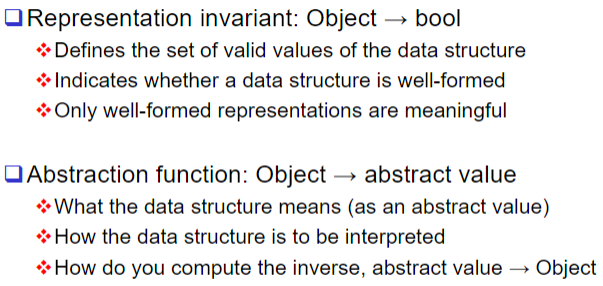 Representation invariant: Object → bool
Defines the set of valid values of the data structure
Indicates whether a data structure is well-formed
Only well-formed representations are meaningful
Abstraction function: Object → abstract value
What the data structure means (as an abstract value)
How the data structure is to be interpreted
How do you compute the inverse, abstract value → Object